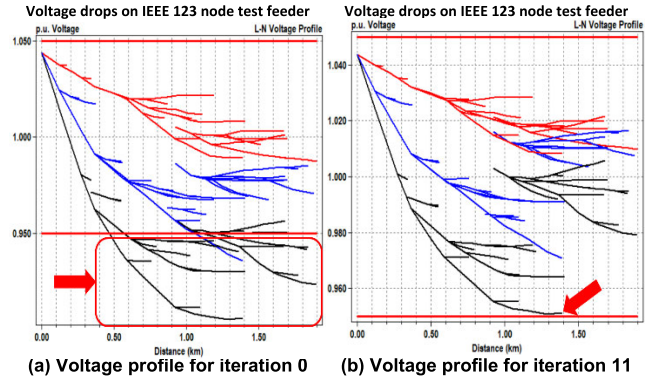 Voltage drops on IEEE 123 node test feeder
p.u. Voltage
L-N Voltage Profile
1.050
1.000
0.950
0.00
0.50
1.00
1.50
Distance (km)
(a) Voltage profile for iteration 0
Voltage drops on IEEE 123 node test feeder
p.u. Voltage
L-N Voltage Profile
1.040
1.020
1.000
0.980
0.960
0.00
0.50
1.00
1.50
Distance (km)
(b) Voltage profile for iteration 11